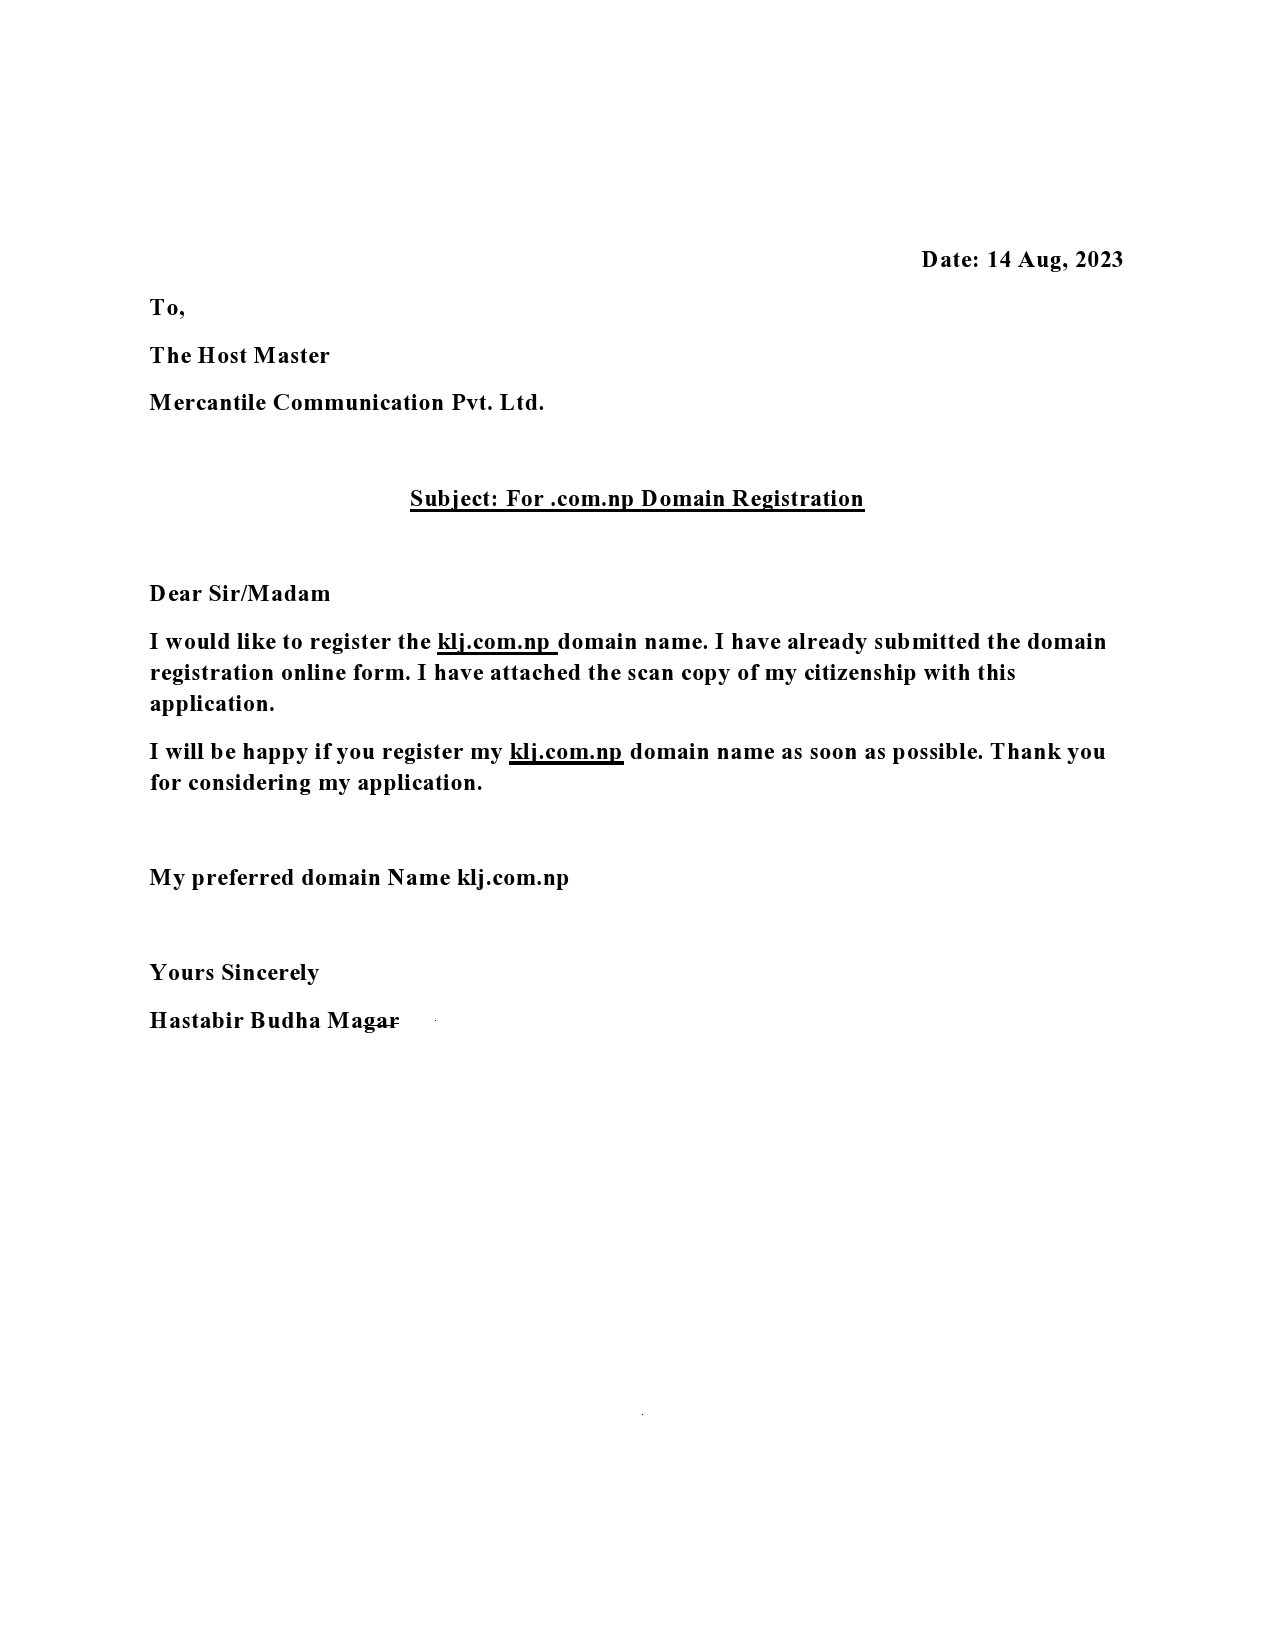 Date: 14 Aug, 2023
To,
The Host Master
Mercantile Communication Pvt. Ltd.
Subject: For .com.np Domain Registration
Dear Sir/Madam
I would like to register the klj.com.np domain name. I have already submitted the domain
registration online form. I have attached the scan copy of my citizenship with this
application.
I will be happy if you register my klj.com.np domain name as soon as possible. Thank you
for considering my application.
My preferred domain Name klj.com.np
Yours Sincerely
Hastabir Budha Magar